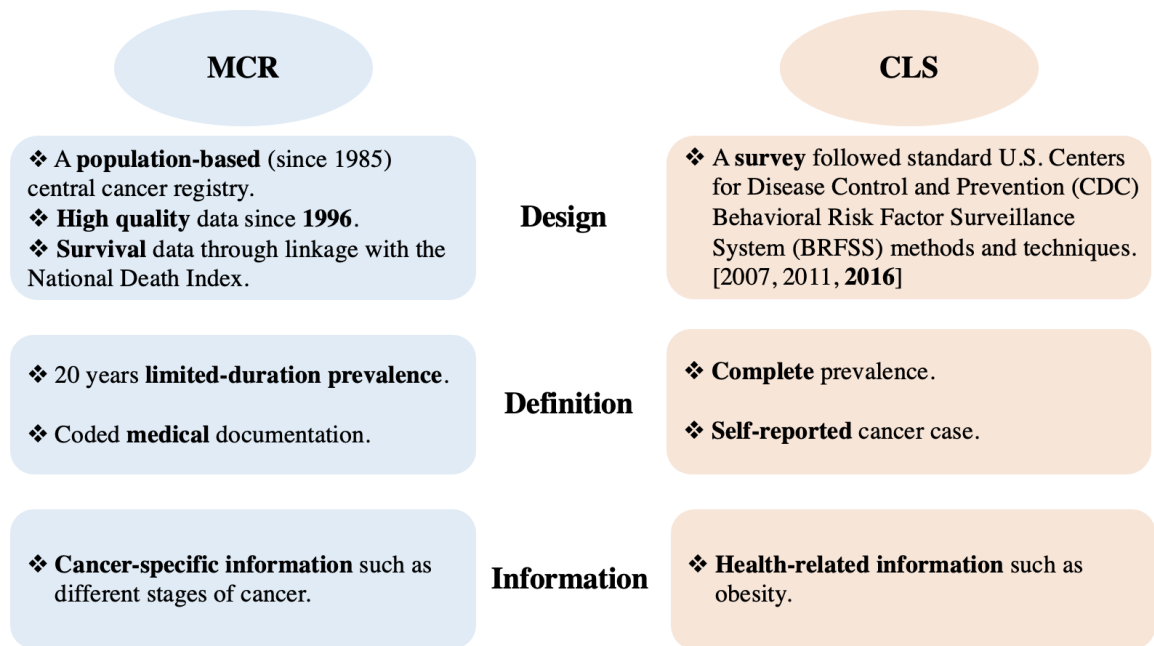 MCR
CLS
❖ A population-based (since 1985)
central cancer registry.
❖ High quality data since 1996.
❖ Survival data through linkage with the
National Death Index.
Design
❖ A survey followed standard U.S. Centers
for Disease Control and Prevention (CDC)
Behavioral Risk Factor Surveillance
System (BRFSS) methods and techniques.
[2007, 2011, 2016]
❖ 20 years limited-duration prevalence.
❖ Coded medical documentation.
Definition
❖ Complete prevalence.
❖ Self-reported cancer case.
❖ Cancer-specific information such as
different stages of cancer.
Information
❖ Health-related information such as
obesity.